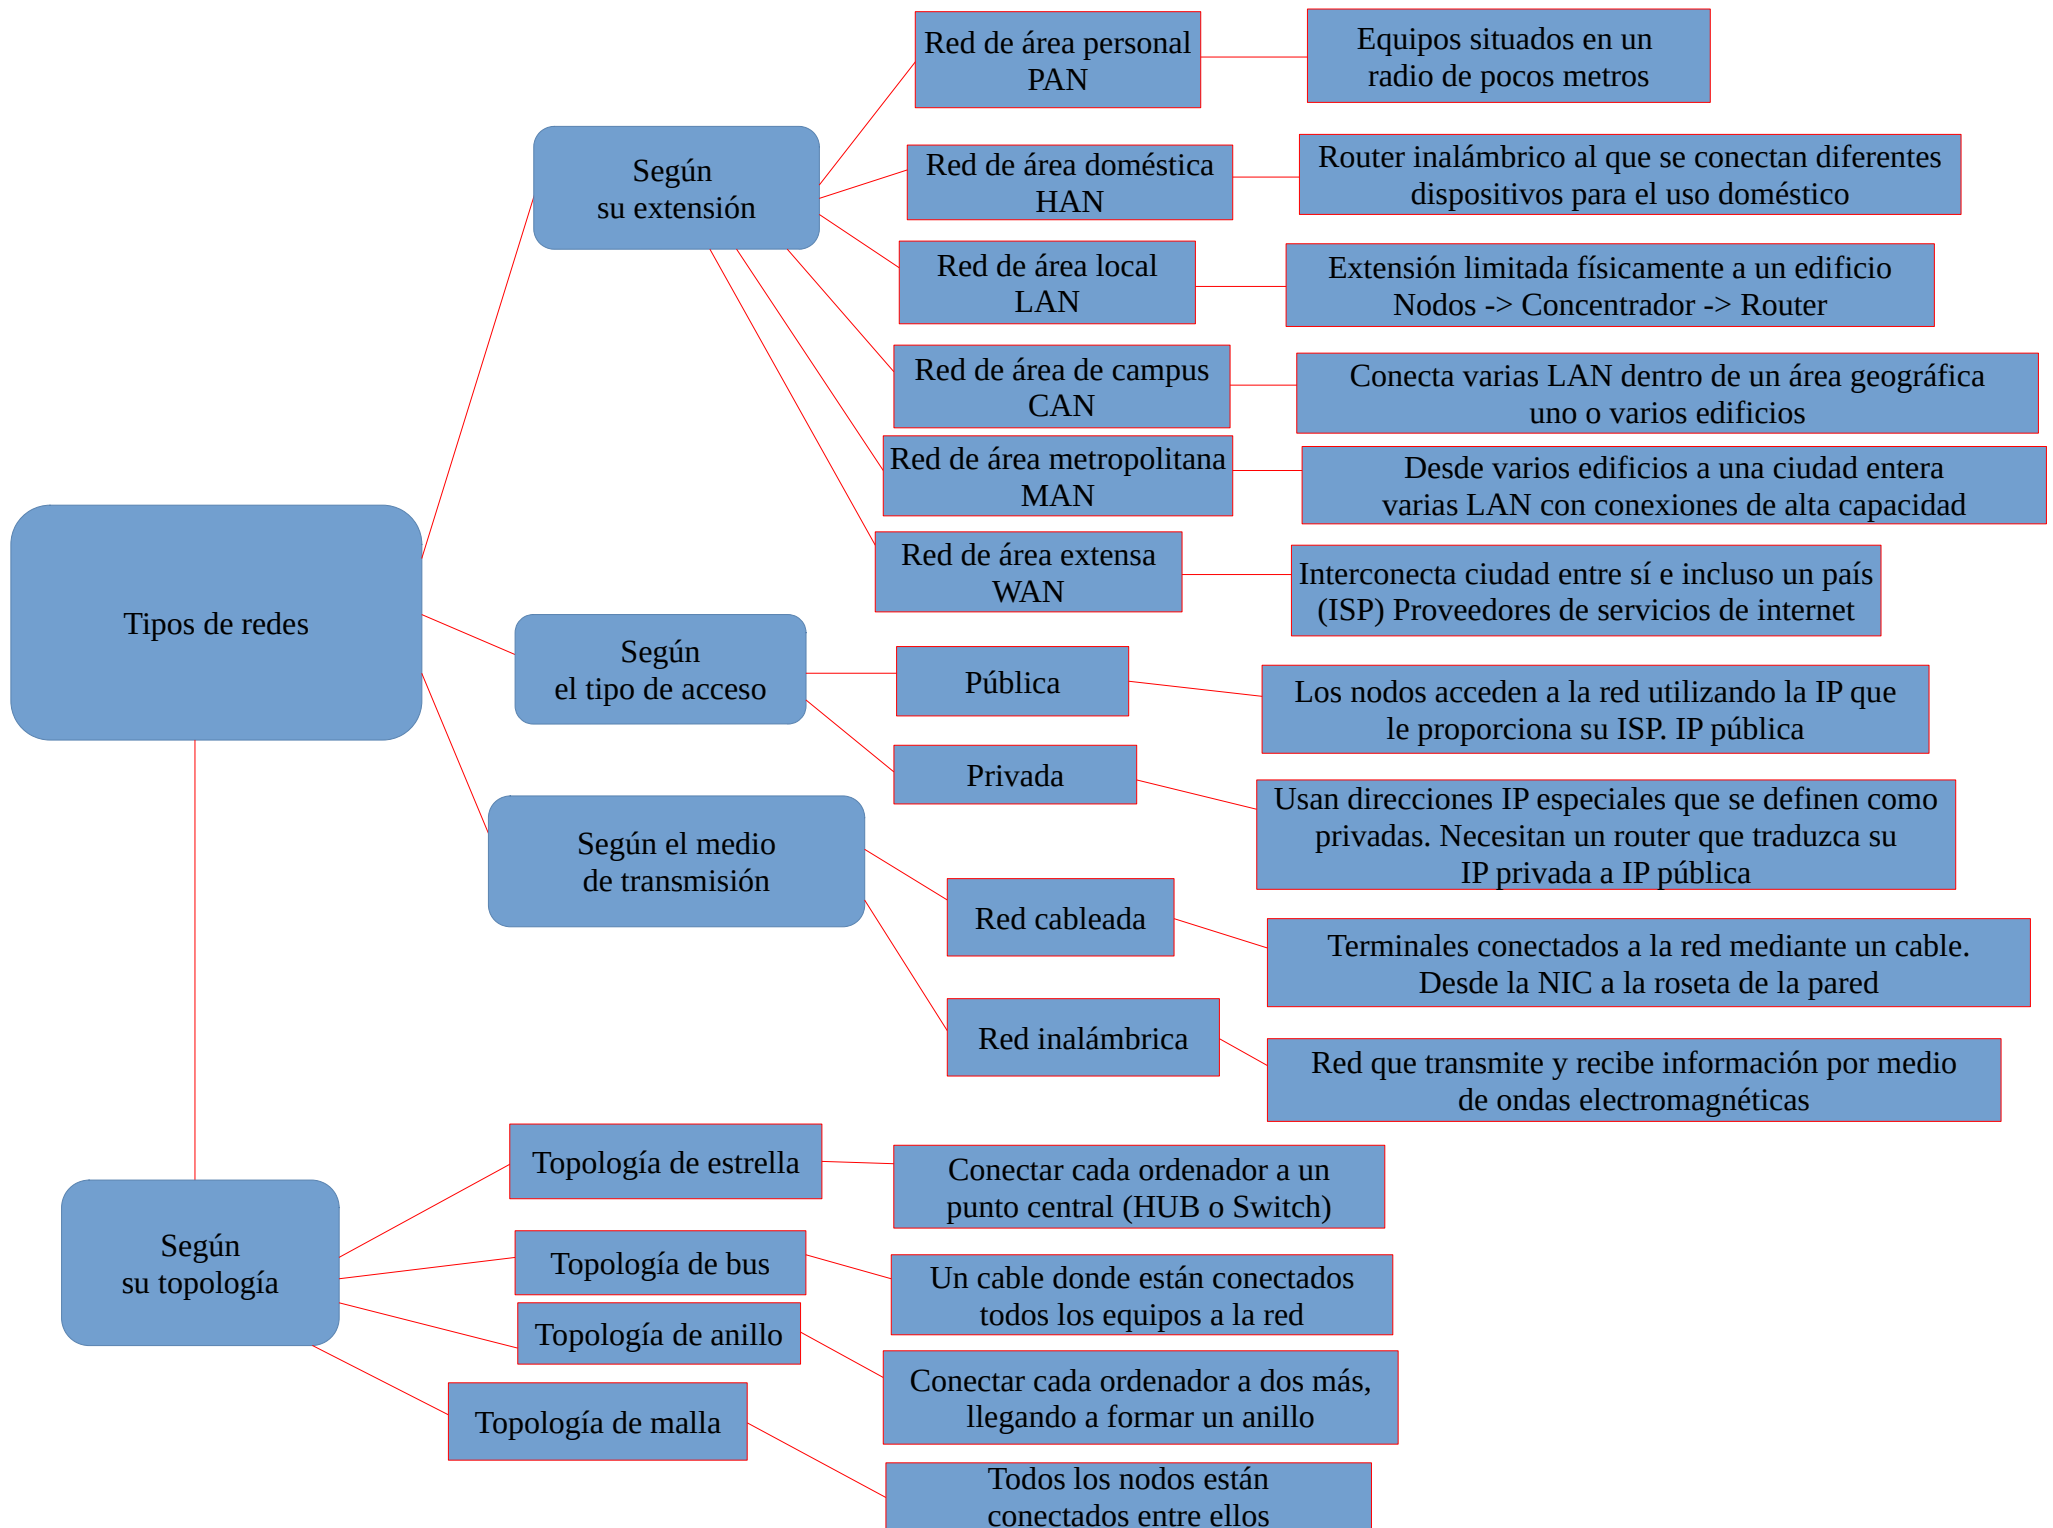 Tipos de redes
Según
su extensión
Red de área personal
PAN
Equipos situados en un
radio de pocos metros
Red de área doméstica
HAN
Router inalámbrico al que se conectan diferentes
dispositivos para el uso doméstico
Red de área local
LAN
Extensión limitada físicamente a un edificio
Nodos -> Concentrador -> Router
Red de área de campus
CAN
Conecta varias LAN dentro de un área geográfica
uno o varios edificios
Red de área metropolitana
MAN
Desde varios edificios a una ciudad entera
varias LAN con conexiones de alta capacidad
Red de área extensa
WAN
Interconecta ciudad entre sí e incluso un país
(ISP) Proveedores de servicios de internet
Según
el tipo de acceso
Pública
Los nodos acceden a la red utilizando la IP que
le proporciona su ISP. IP pública
Privada
Usan direcciones IP especiales que se definen como
privadas. Necesitan un router que traduzca su
IP privada a IP pública
Según el medio
de transmisión
Red cableada
Terminales conectados a la red mediante un cable.
Desde la NIC a la roseta de la pared
Red inalámbrica
Red que transmite y recibe información por medio
de ondas electromagnéticas
Según
su topología
Topología de estrella
Conectar cada ordenador a un
punto central (HUB o Switch)
Topología de bus
Un cable donde están conectados
todos los equipos a la red
Topología de anillo
Conectar cada ordenador a dos más,
llegando a formar un anillo
Topología de malla
Todos los nodos están
conectados entre ellos